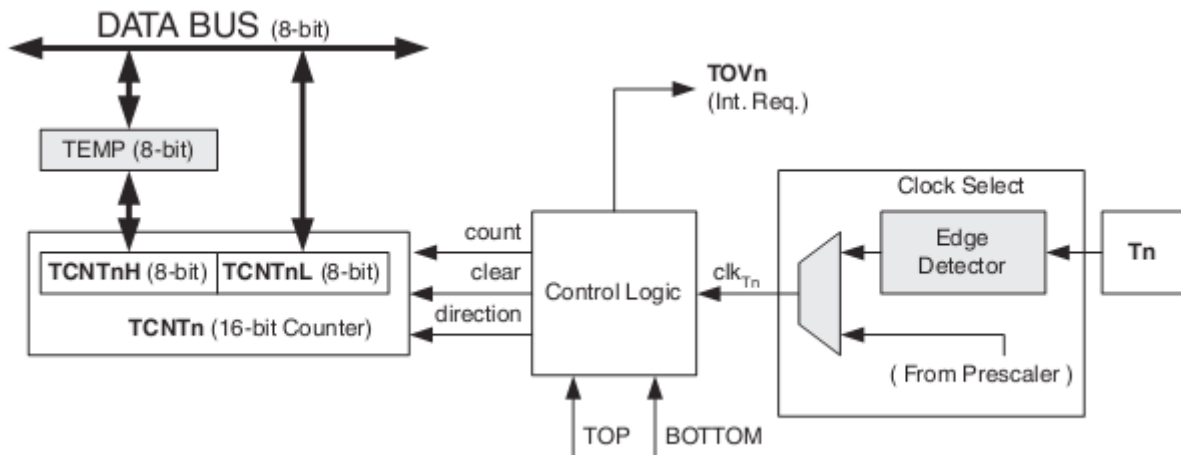 DATA BUS (8-bit)
TOVn
(Int. Req.)
TEMP (8-bit)
Clock Select
count
Edge
Detector
Tn
TCNTnH (8-bit) TCNTnL (8-bit)
clear
Control Logic
clkTn
direction
TCNTn (16-bit Counter)
( From Prescaler )
TOP
BOTTOM